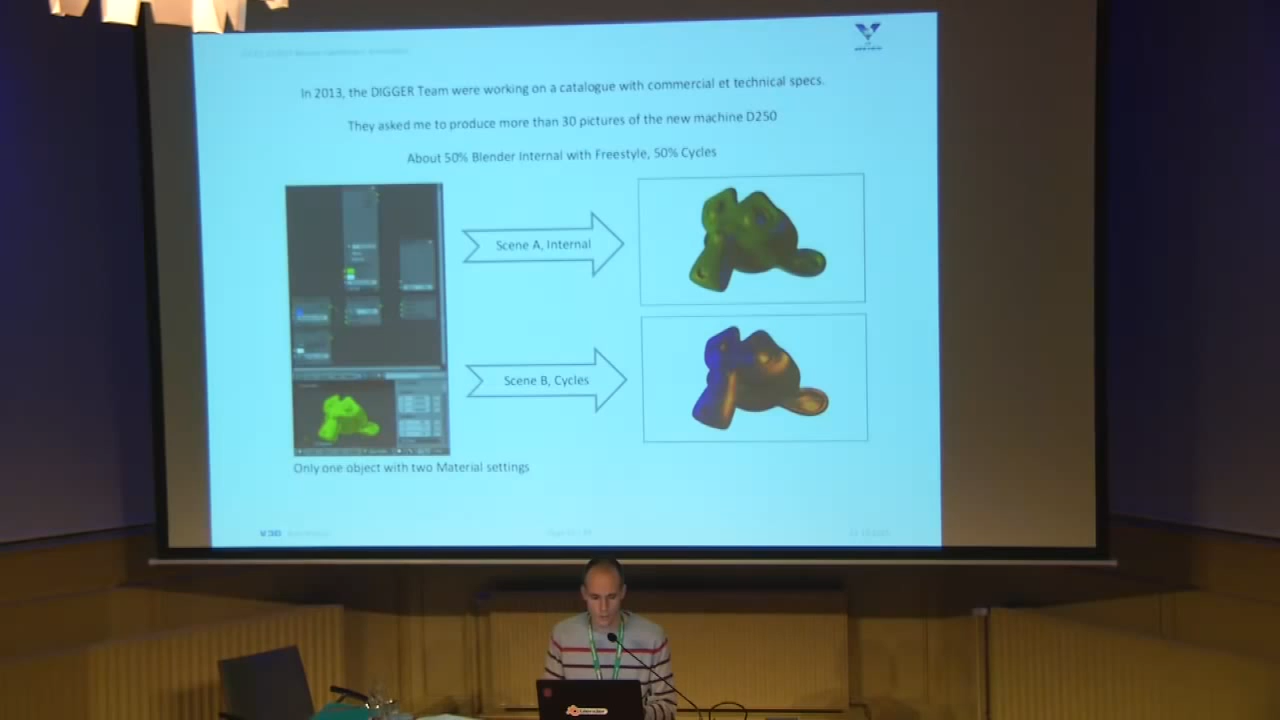 In 2013, the DIGGER Team were working on a catalogue with commercial et technical specs.
They asked me to produce more than 30 pictures of the new machine D250
About 50% Blender Internal with Freestyle, 50% Cycles
Scene A, Internal
Scene B, Cycles
Only one object with two Material settings
V3D